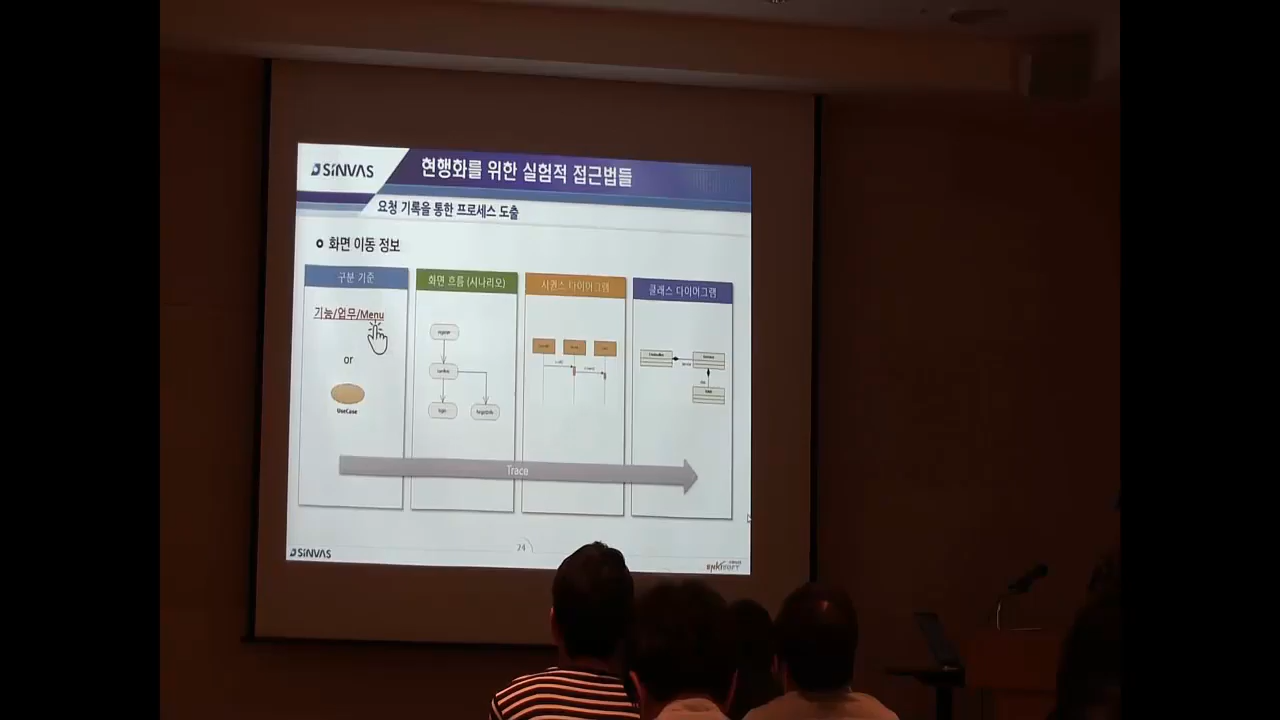 SINVAS
현행화를 위한 실험적 접근법들
요청 기록을 통한 프로세스 도출
화면 이동 정보
구분 기준
화면 흐름 (시나리오)
시퀀스 다이어그램
클래스 다이어그램
기능/업무/Menu
or
UseCase
register
login
Trace
24
SINVAS